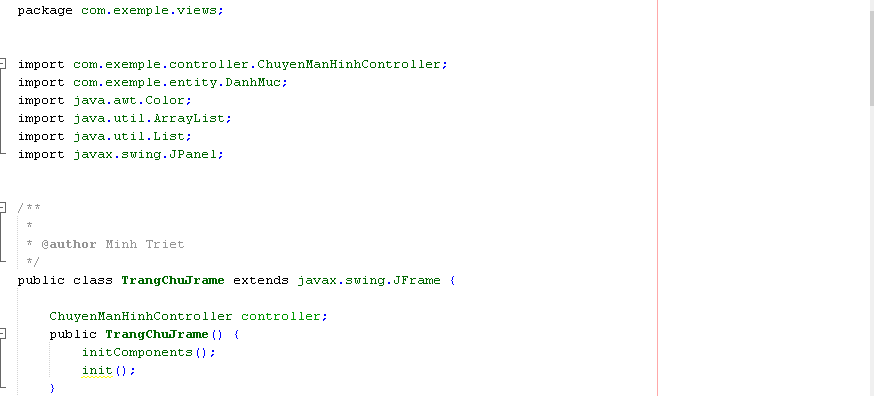 package com.exemple.views;
import com.exemple.controller.ChuyenManHinhController;
import com.exemple.entity.DanhMuc;
import java.awt.Color;
import java.util.ArrayList;
import java.util.List;
import javax.swing.JPanel;
/**
*
* @author Minh Triet
*/
public class TrangChuJrame extends javax.swing.JFrame {
ChuyenManHinhController controller;
public TrangChuJrame() {
initComponents();
init();
}